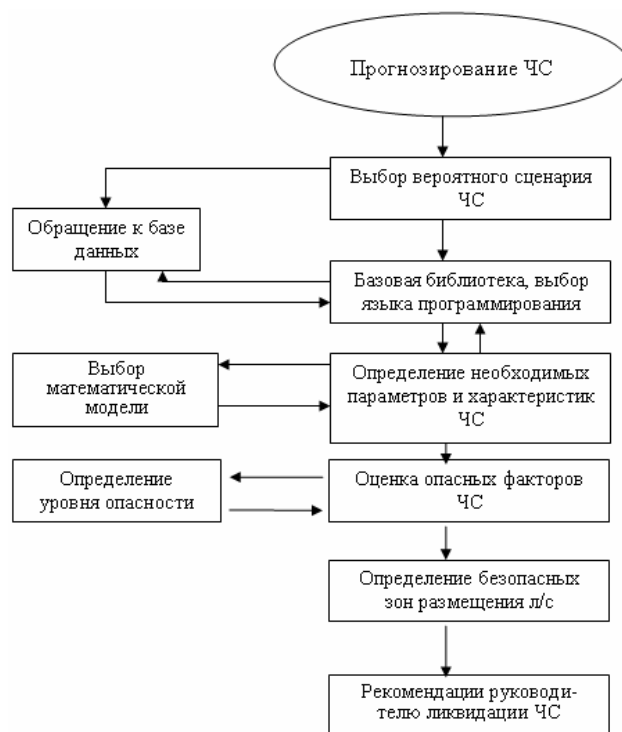 Прогнозирование ЧС
Выбор вероятного сценария
ЧС
Обращение к базе
данных
Базовая библиотека, выбор
языка программирования
Выбор
математической
модели
Определение необходимых
параметров и характеристик
ЧС
Определение
уровня опасности
Оценка опасных факторов
ЧС
Определение безопасных
зон размещения л/с
Рекомендации руководи-
телю ликвидации ЧС